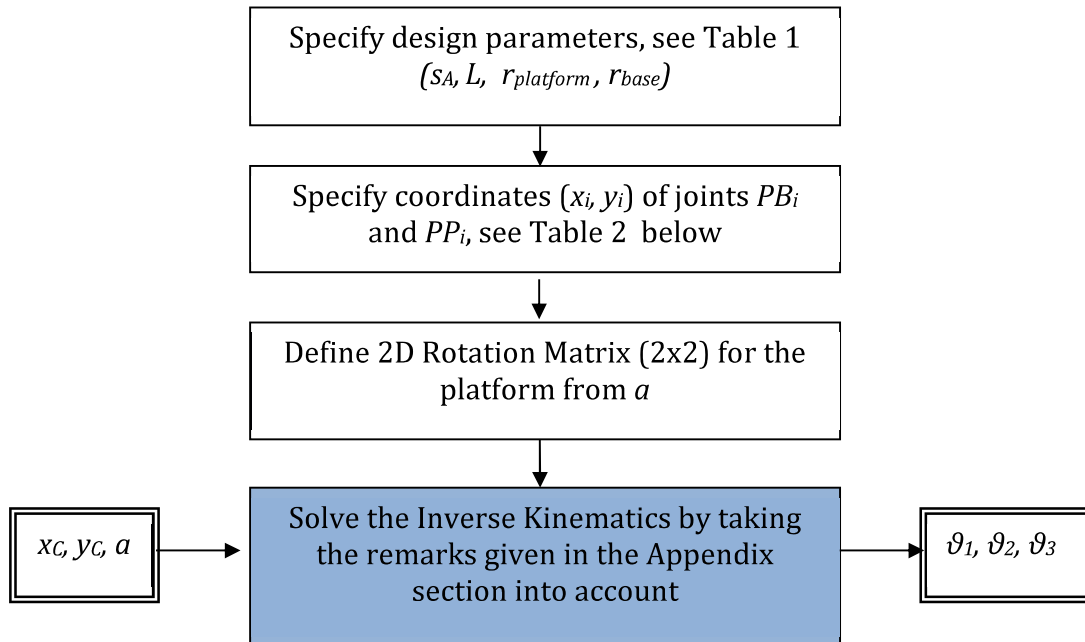 Specify design parameters, see Table 1
(sA, L, rplatform , rbase)
Specify coordinates (xi, yi) of joints PBi
and PPi, see Table 2 below
Define 2D Rotation Matrix (2x2) for the
platform from a
Solve the Inverse Kinematics by taking
the remarks given in the Appendix
section into account
xC, yC, a
ϑ1, ϑ2, ϑ3